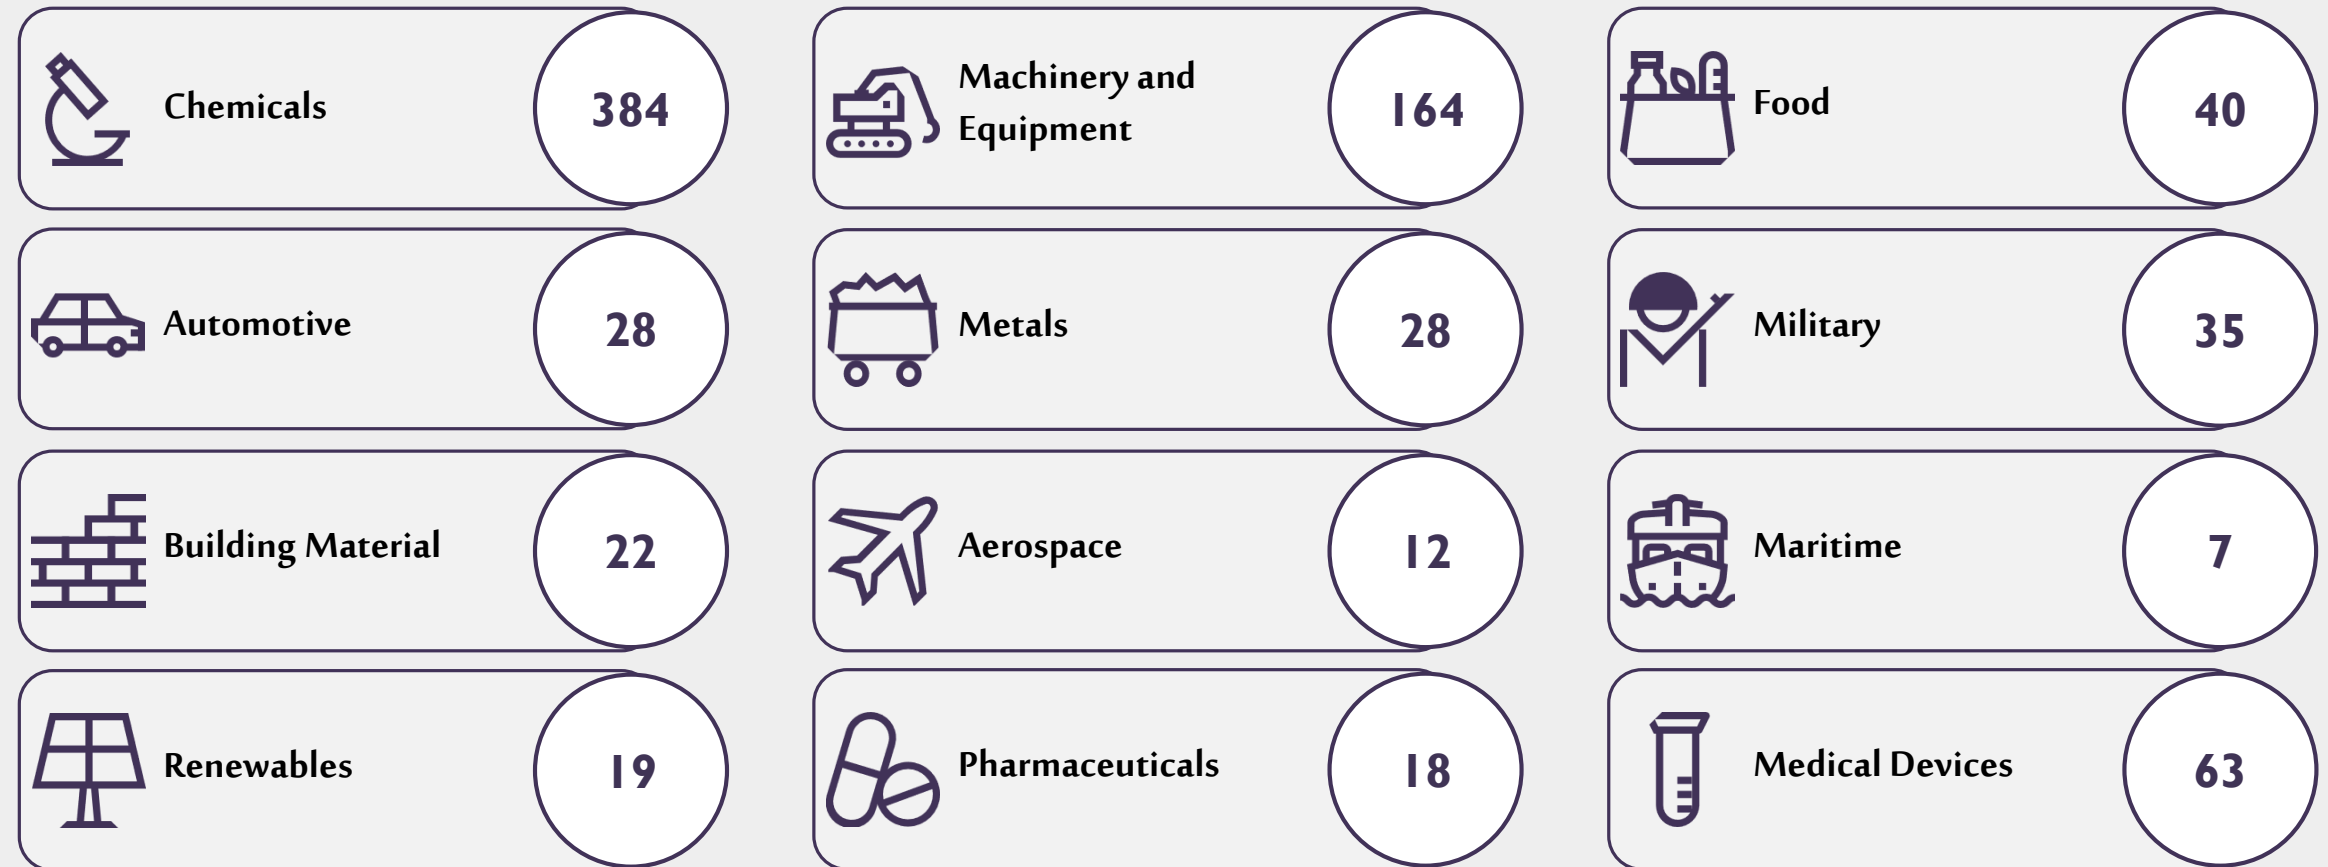 Chemicals
384
Machinery and
Equipment
164
Food
40
Automotive
28
Metals
28
Military
35
Building Material
22
Aerospace
12
Maritime
7
Renewables
19
Pharmaceuticals
18
Medical Devices
63